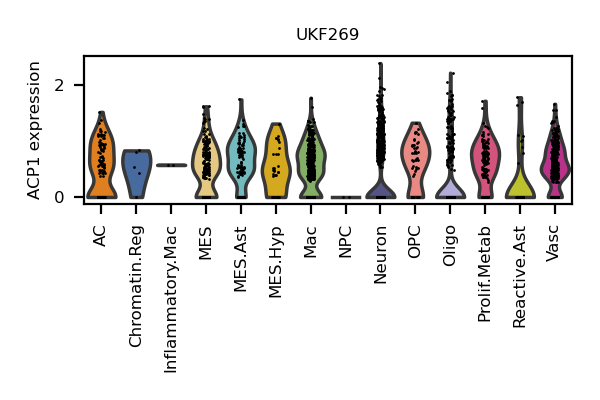 UKF269
ACP1 expression
2
0
AC
Chromatin.Reg
Inflammatory.Mac
MES
MES.Ast
MES.Hyp
Mac
NPC
Neuron
OPC
Oligo
Prolif.Metab
Reactive.Ast
Vasc